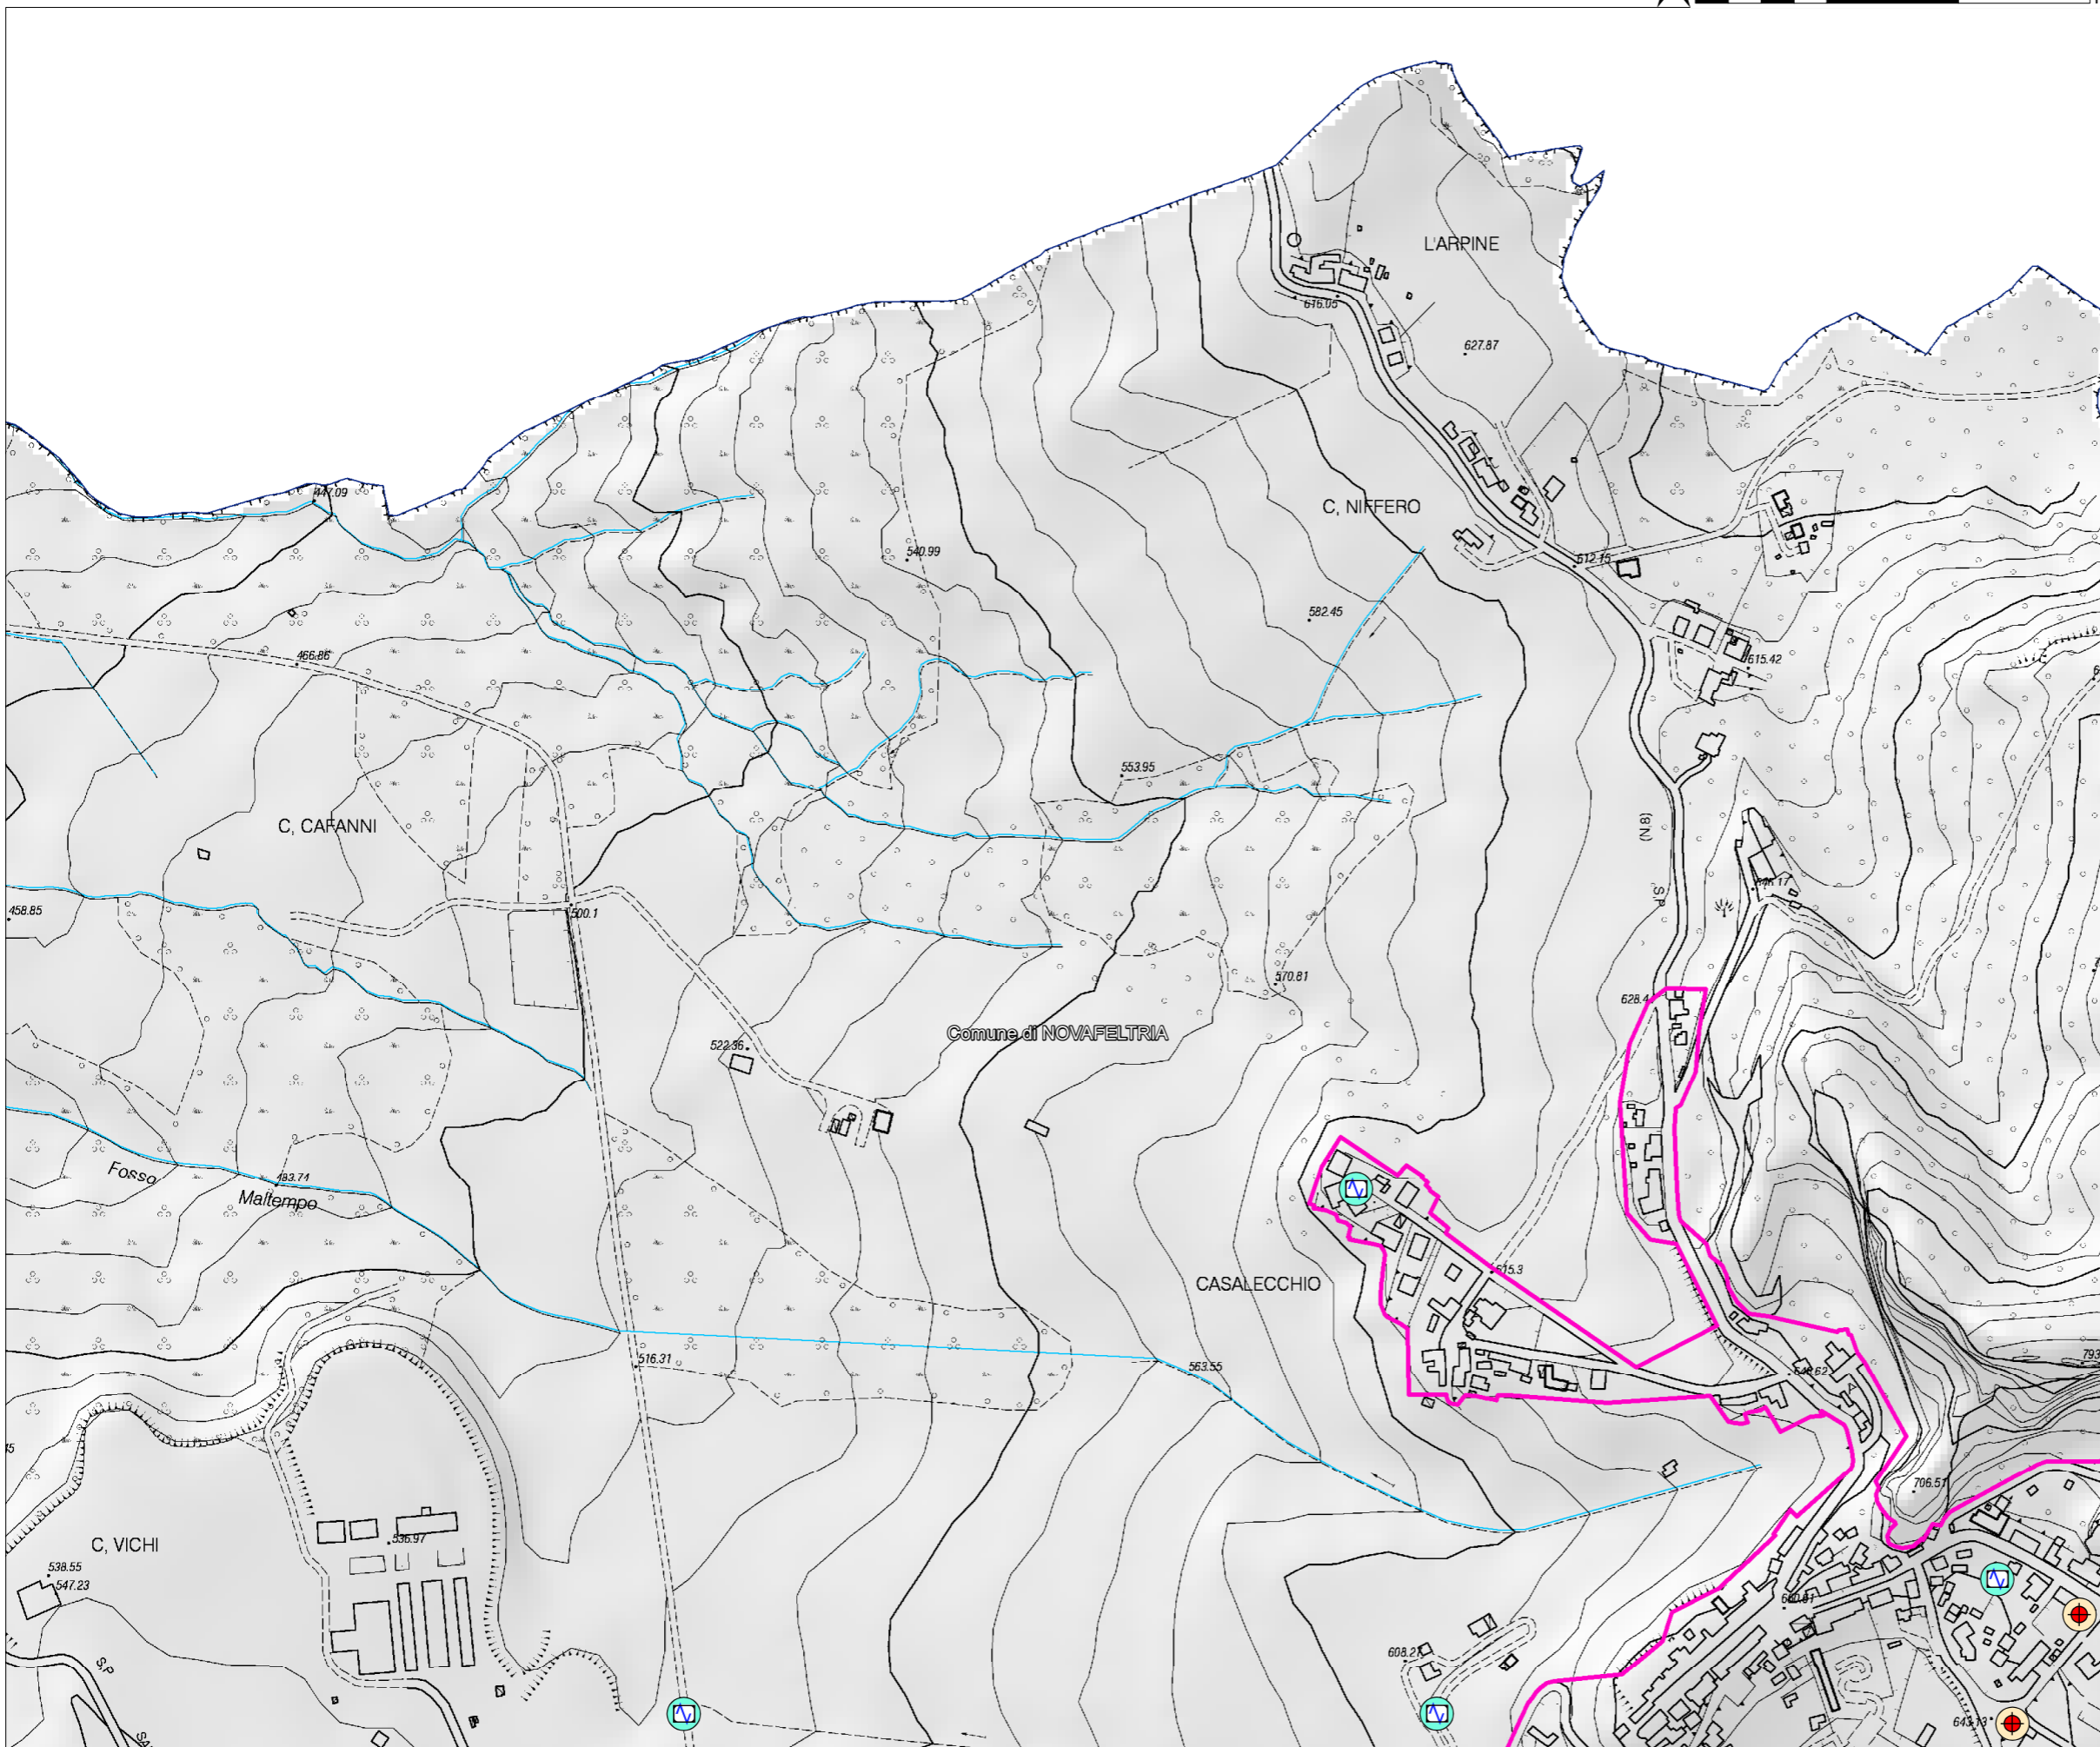 L'ARPINE
616.05
627.87
447.09
C, NIFFERO
540.99
612.15
582.45
466.86
615.42
553.95
C, CAFANNI
(N.8)
S.P.
458.85
500.1
570.81
628.4
Comune di NOVAFELTRIA
522.36
Fosso
483.74
Maltempo
615.3
CASALECCHIO
516.31
563.55
648.62
793
706.51
C, VICHI
536.97
538.55
547.23
608.27
S.P.
643.13